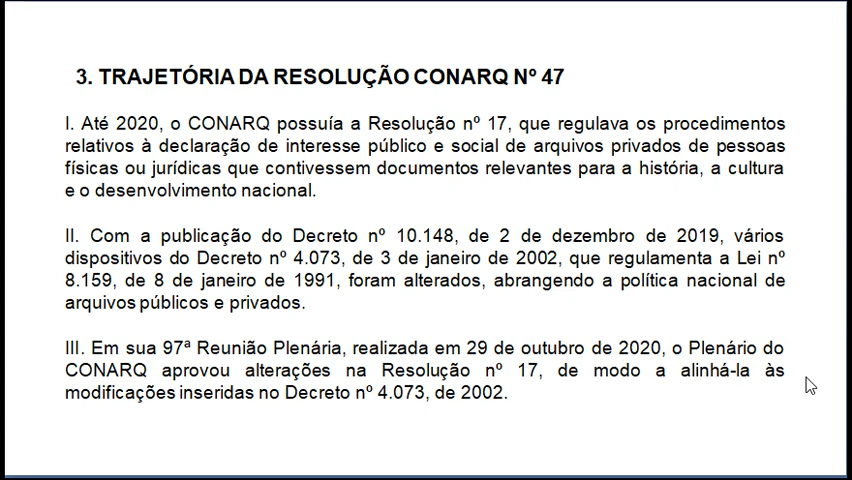 3. TRAJETÓRIA DA RESOLUÇÃO CONARQ Nº 47
I. Até 2020, o CONARQ possuía a Resolução nº 17, que regulava os procedimentos
relativos à declaração de interesse público e social de arquivos privados de pessoas
físicas ou jurídicas que contivessem documentos relevantes para a história, a cultura
e o desenvolvimento nacional.
II. Com a publicação do Decreto nº 10.148, de 2 de dezembro de 2019, vários
dispositivos do Decreto nº 4.073, de 3 de janeiro de 2002, que regulamenta a Lei nº
8.159, de 8 de janeiro de 1991, foram alterados, abrangendo a política nacional de
arquivos públicos e privados.
III. Em sua 97ª Reunião Plenária, realizada em 29 de outubro de 2020, o Plenário do
CONARQ aprovou alterações na Resolução nº 17, de modo a alinhá-la às
modificações inseridas no Decreto nº 4.073, de 2002.